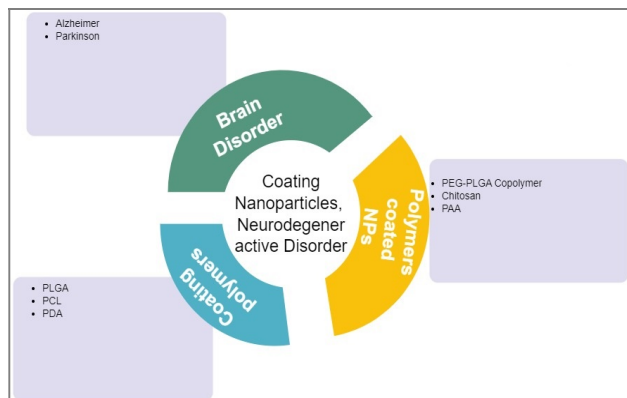 Alzheimer
Parkinson
Brain
Disorder
Coating
Nanoparticles,
Neurodegener
active Disorder
Polymers
coated
NPs
PEG-PLGA Copolymer
Chitosan
PAA
Coating
polymers
PLGA
PCL
PDA